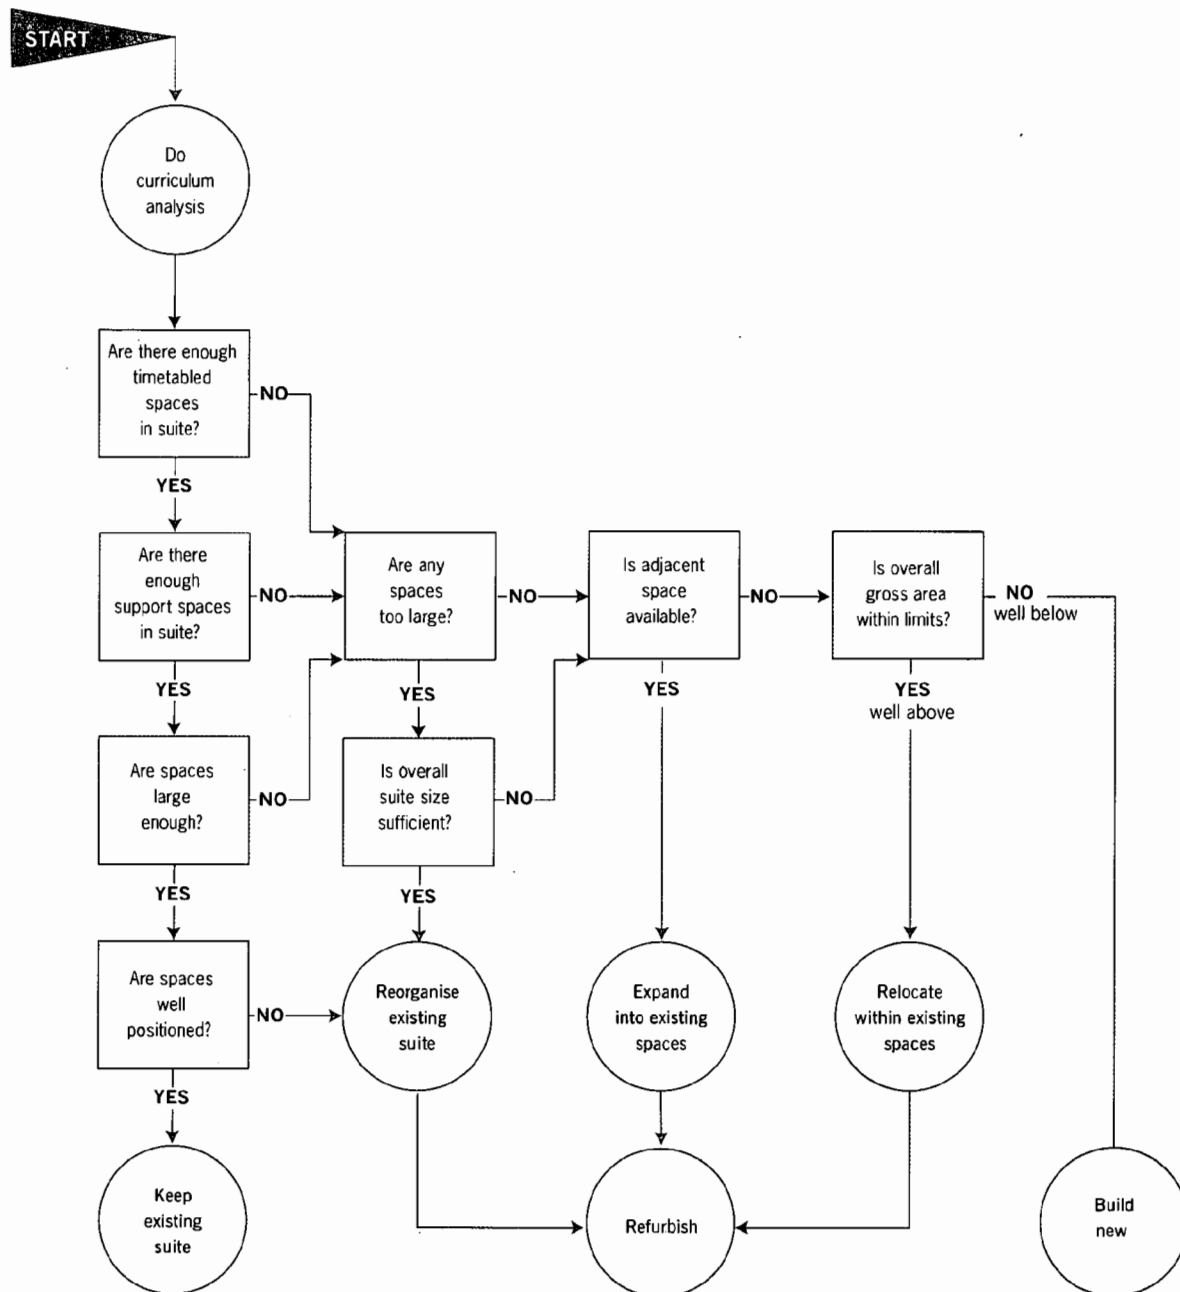 START
Do
curriculum
analysis
Are there enough
timetabled
spaces
in suite?
NO
YES
Are there
enough
support spaces
in suite?
NO
Are any
spaces
too large?
NO
Is adjacent
space
available?
NO
Is overall
gross area
within limits?
NO
well below
YES
YES
YES
YES
well above
Are spaces
large
enough?
NO
Is overall
suite size
sufficient?
NO
YES
YES
Are spaces
well
positioned?
NO
Reorganise
existing
suite
Expand
into existing
spaces
Relocate
within existing
spaces
YES
Keep
existing
suite
Refurbish
Build
new